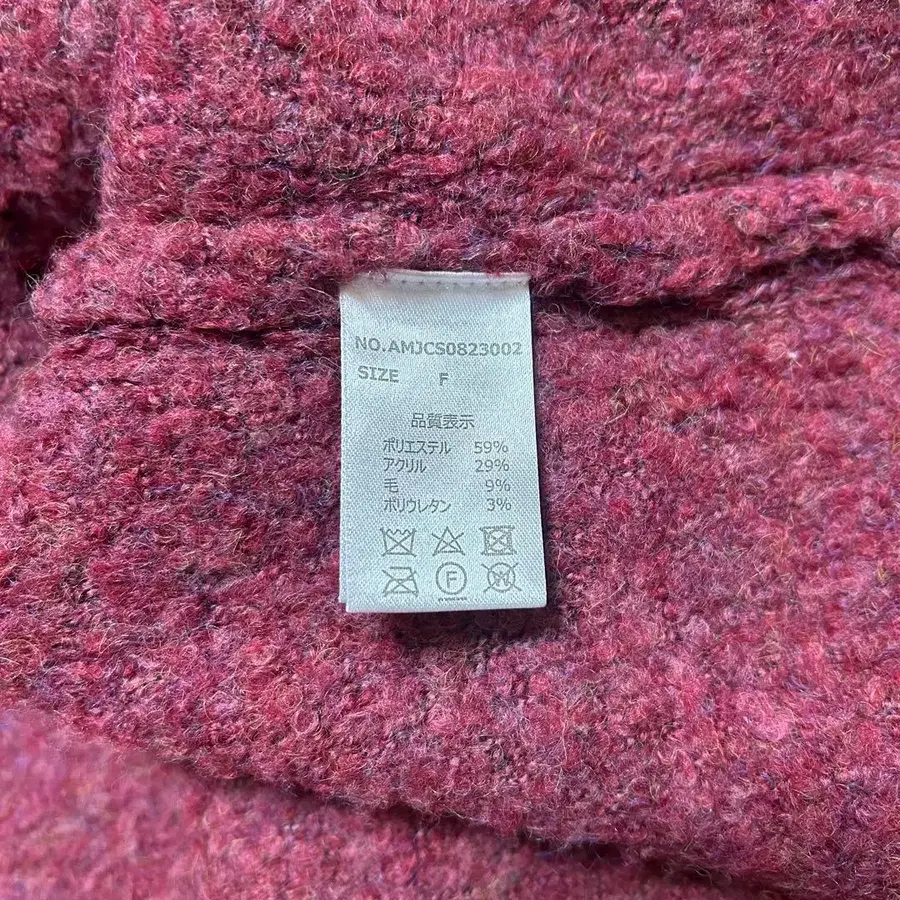 NO.AMJCS0823002
SIZE F
品質表示
ポリエステル 59%
アクリル 29%
毛 9%
ポリウレタン 3%
F
W